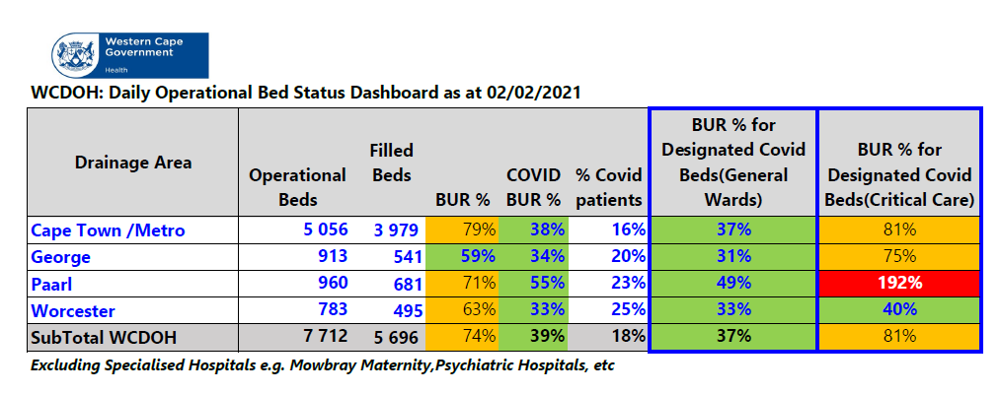 Western Cape
Government
Health
WCDOH: Daily Operational Bed Status Dashboard as at 02/02/2021
Drainage Area
Operational
Beds
Filled
Beds
BUR %
COVID
BUR %
% Covid
patients
BUR % for
Designated Covid
Beds(General
Wards)
BUR % for
Designated Covid
Beds(Critical Care)
Cape Town /Metro 5 056 3 979 79% 38% 16% 37% 81%
George 913 541 59% 34% 20% 31% 75%
Paarl 960 681 71% 55% 23% 49% 192%
Worcester 783 495 63% 33% 25% 33% 40%
SubTotal WCDOH 7 712 5 696 74% 39% 18% 37% 81%
Excluding Specialised Hospitals e.g. Mowbray Maternity,Psychiatric Hospitals, etc